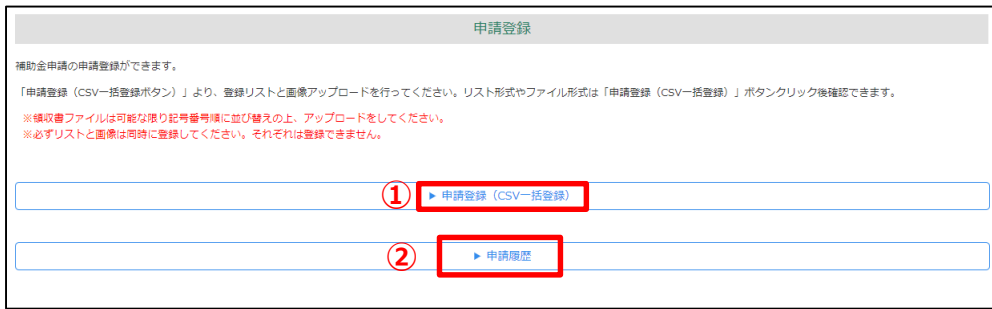 申請登録
補助金申請の申請登録ができます。
「申請登録（CSV一括登録ボタン）」より、登録リストと画像アップロードを行ってください。リスト形式やファイル形式は「申請登録（CSV一括登録）」ボタンクリック後確認できます。
※領収書ファイルは可能な限り記号番号順に並び替えの上、アップロードをしてください。
※必ずリストと画像は同時に登録してください。それぞれは登録できません。
① ▶ 申請登録（CSV一括登録）
② ▶ 申請履歴